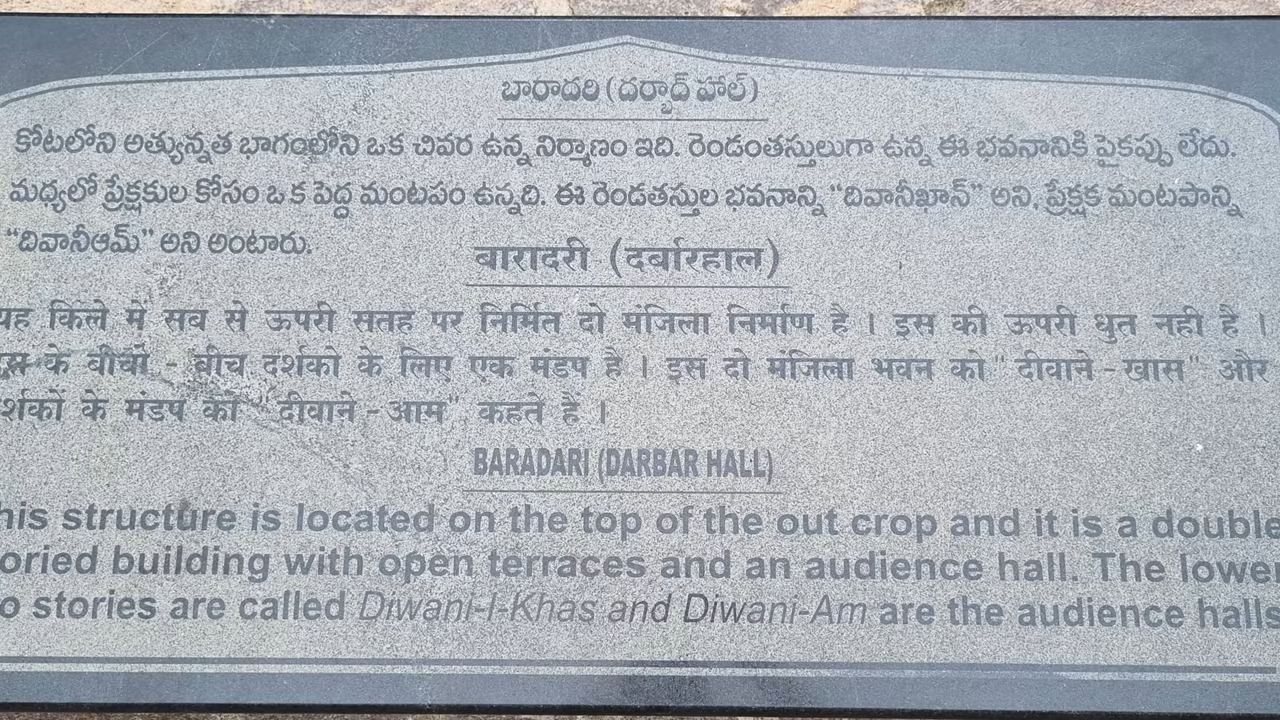 బారాదరి (దర్బార్ హాల్)
కోటలోని అత్యున్నత భాగంలోని ఒక చివర ఉన్న నిర్మాణం ఇది. రెండంతస్తులుగా ఉన్న ఈ భవనానికి పైకప్పు లేదు.
మధ్యలో ప్రేక్షకుల కోసం ఒక పెద్ద మంటపం ఉన్నది. ఈ రెండతస్తుల భవనాన్ని “దివానీఖాన్” అని, ప్రేక్షక మంటపాన్ని
“దివానీఆమ్” అని అంటారు.
बारादरी (दर्बारहाल)
यह किले में सब से ऊपरी सतह पर निर्मित दो मंजिला निर्माण है । इस की ऊपरी धुत नही है ।
इस के बीचो - बीच दर्शको के लिए एक मंडप है । इस दो मंजिला भवन को " दीवाने - खास" और
र्शकों के मंडप को " दीवाने - आम" कहते हैं ।
BARADARI (DARBAR HALL)
his structure is located on the top of the out crop and it is a double
oried building with open terraces and an audience hall. The lower
o stories are called Diwani-I-Khas and Diwani-Am are the audience halls